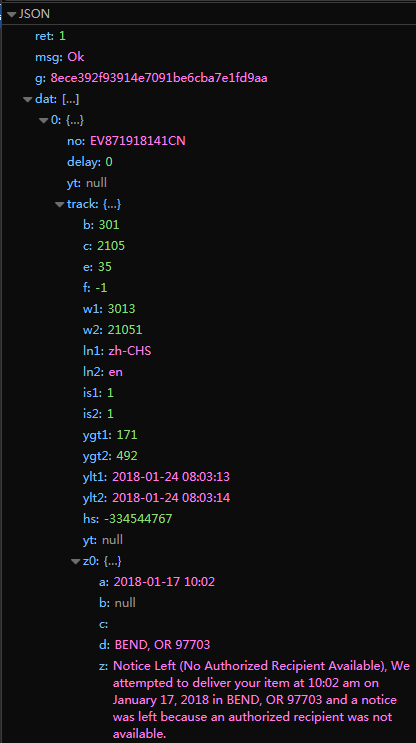 JSON
ret: 1
msg: Ok
g: 8ece392f93914e7091be6cba7e1fd9aa
dat: [...]
0: {...}
no: EV871918141CN
delay: 0
yt: null
track: {...}
b: 301
c: 2105
e: 35
f: -1
w1: 3013
w2: 21051
ln1: zh-CHS
ln2: en
is1: 1
is2: 1
ygt1: 171
ygt2: 492
ylt1: 2018-01-24 08:03:13
ylt2: 2018-01-24 08:03:14
hs: -334544767
yt: null
z0: {...}
a: 2018-01-17 10:02
b: null
c:
d: BEND, OR 97703
z: Notice Left (No Authorized Recipient Available), We
attempted to deliver your item at 10:02 am on
January 17, 2018 in BEND, OR 97703 and a notice
was left because an authorized recipient was not
available.